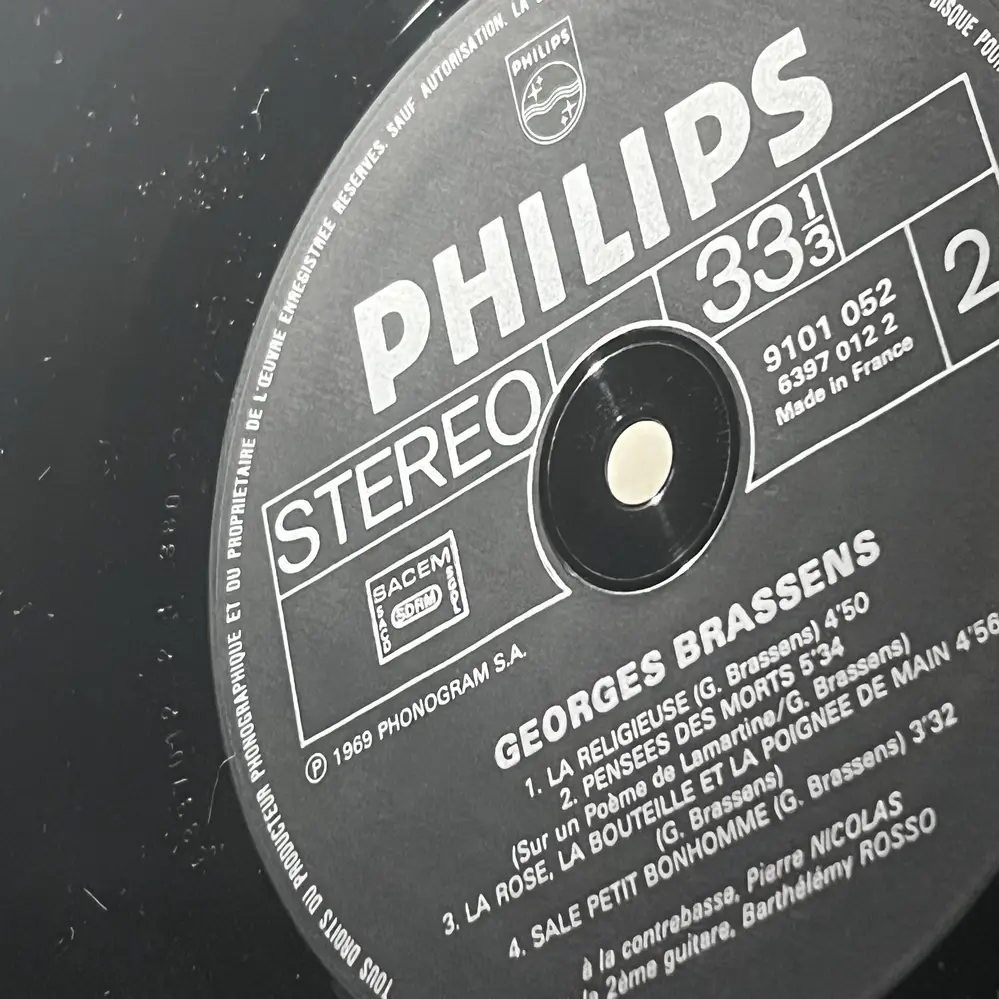 TOUS DROITS DU PRODUCTEUR PHONOGRAPHIQUE ET DU PROPRIETAIRE DE L'ŒUVRE ENREGISTREE RESERVES. SAUF AUTORISATION. LA
DISQUE POUR
PHILIPS
PHILIPS
33 1/3
STEREO
2
9101 052
6397 012 2
Made in France
SACEM
SACD
SDRM
SGDL
℗ 1969 PHONOGRAM S.A.
GEORGES BRASSENS
1. LA RELIGIEUSE (G. Brassens) 4'50
2. PENSEES DES MORTS 5'34
(Sur un Poème de Lamartine/G. Brassens)
3. LA ROSE, LA BOUTEILLE ET LA POIGNEE DE MAIN 4'56
(G. Brassens)
4. SALE PETIT BONHOMME (G. Brassens) 3'32
à la contrebasse, Pierre NICOLAS
la 2ème guitare, Barthélémy ROSSO